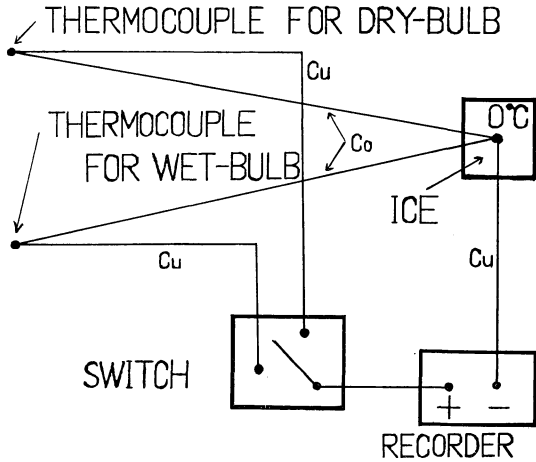 THERMOCOUPLE FOR DRY-BULB
Cu
THERMOCOUPLE
FOR WET-BULB
Co
0°C
ICE
Cu
Cu
SWITCH
+ −
RECORDER